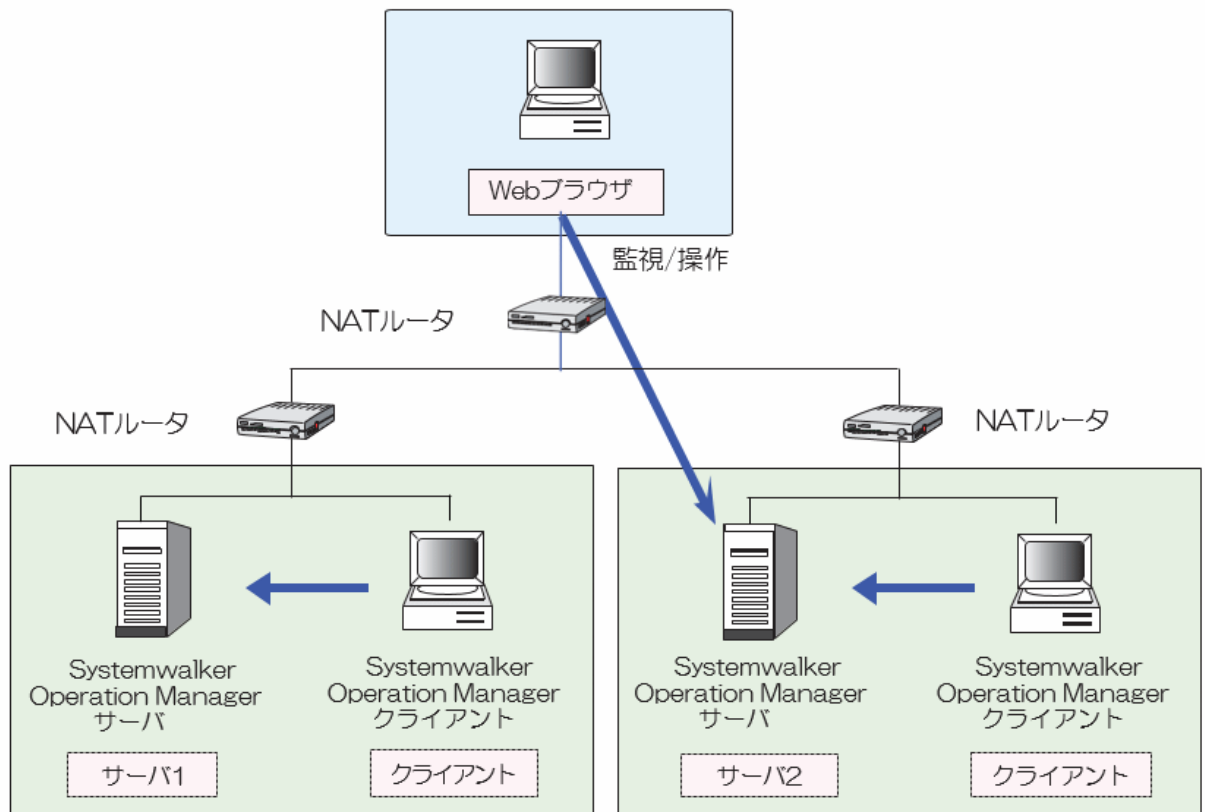 Webブラウザ
監視/操作
NATルータ
NATルータ
NATルータ
Systemwalker
Operation Manager
サーバ
サーバ1
Systemwalker
Operation Manager
クライアント
クライアント
Systemwalker
Operation Manager
サーバ
サーバ2
Systemwalker
Operation Manager
クライアント
クライアント